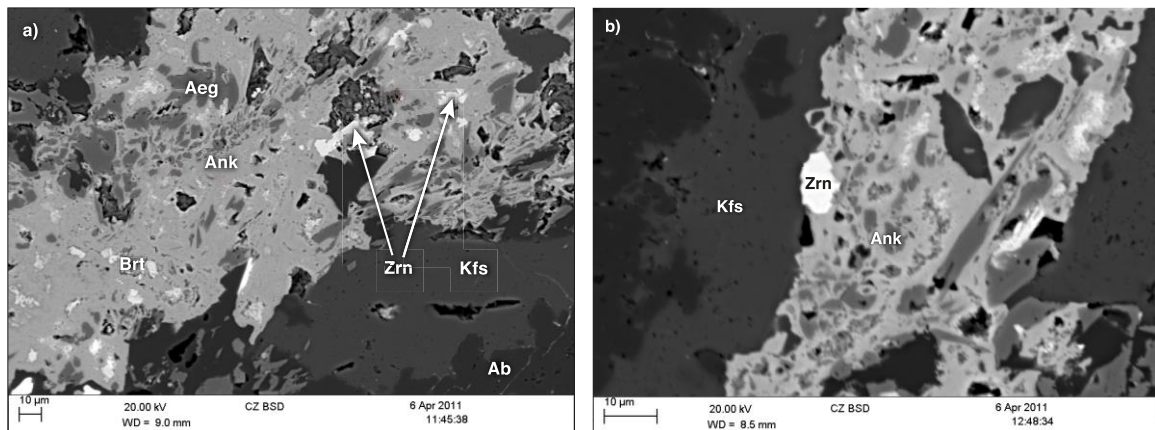 a)
Aeg
Ank
Brt
Zrn
Kfs
Ab
10 µm
20.00 kV
CZ BSD
6 Apr 2011
WD = 9.0 mm
11:45:38
b)
Zrn
Kfs
Ank
10 µm
20.00 kV
CZ BSD
6 Apr 2011
WD = 8.5 mm
12:48:34